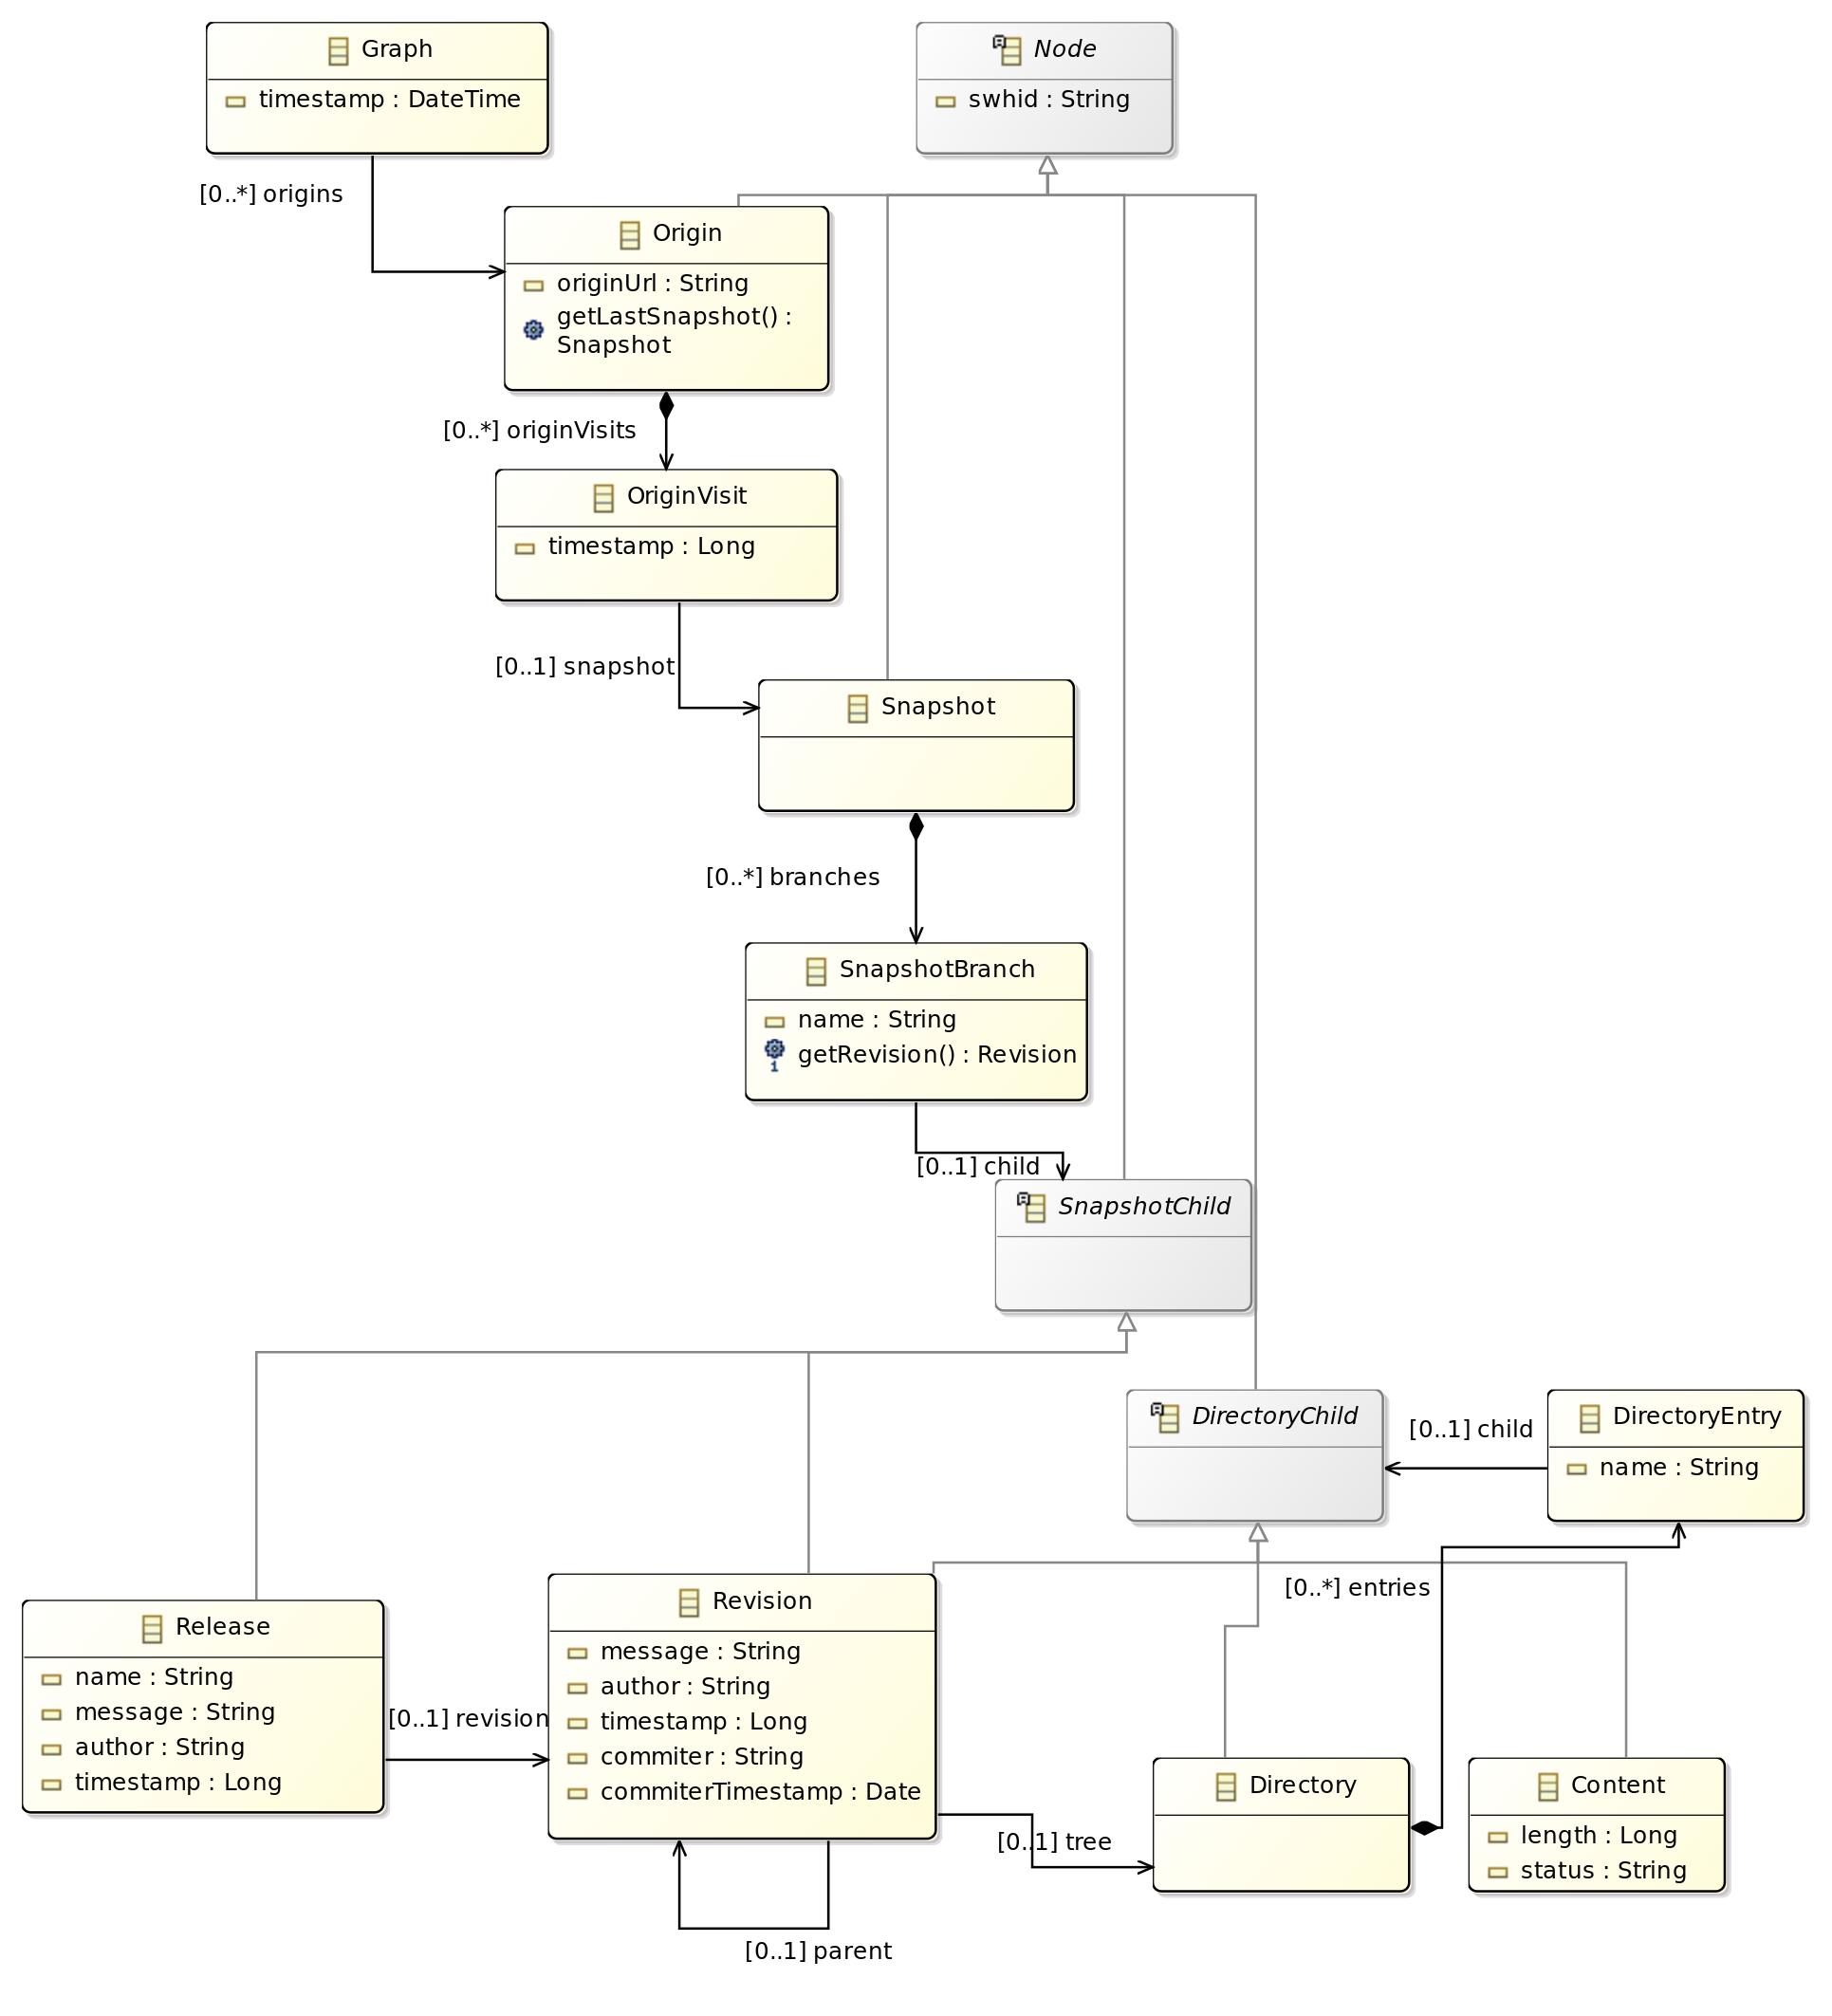 Graph
timestamp : DateTime
Node
swhid : String
[0..*] origins
Origin
originUrl : String
getLastSnapshot() :
Snapshot
[0..*] originVisits
OriginVisit
timestamp : Long
[0..1] snapshot
Snapshot
[0..*] branches
SnapshotBranch
name : String
getRevision() : Revision
1
[0..1] child
SnapshotChild
DirectoryChild
[0..1] child
DirectoryEntry
name : String
[0..*] entries
Release
name : String
message : String
author : String
timestamp : Long
[0..1] revision
Revision
message : String
author : String
timestamp : Long
commiter : String
commiterTimestamp : Date
[0..1] tree
Directory
Content
length : Long
status : String
[0..1] parent